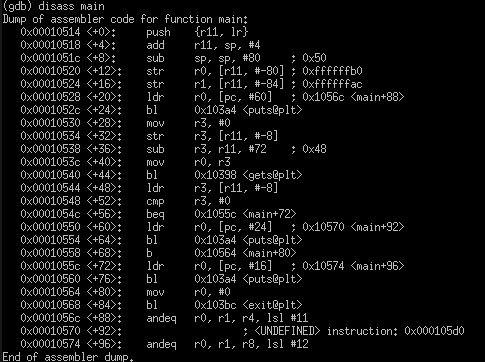 (gdb) disass main
Dump of assembler code for function main:
0x00010514 <+0>: push {r11, lr}
0x00010518 <+4>: add r11, sp, #4
0x0001051c <+8>: sub sp, sp, #80 ; 0x50
0x00010520 <+12>: str r0, [r11, #-80] ; 0xffffffb0
0x00010524 <+16>: str r1, [r11, #-84] ; 0xffffffac
0x00010528 <+20>: ldr r0, [pc, #60] ; 0x1056c <main+88>
0x0001052c <+24>: bl 0x103a4 <puts@plt>
0x00010530 <+28>: mov r3, #0
0x00010534 <+32>: str r3, [r11, #-8]
0x00010538 <+36>: sub r3, r11, #72 ; 0x48
0x0001053c <+40>: mov r0, r3
0x00010540 <+44>: bl 0x10398 <gets@plt>
0x00010544 <+48>: ldr r3, [r11, #-8]
0x00010548 <+52>: cmp r3, #0
0x0001054c <+56>: beq 0x1055c <main+72>
0x00010550 <+60>: ldr r0, [pc, #24] ; 0x10570 <main+92>
0x00010554 <+64>: bl 0x103a4 <puts@plt>
0x00010558 <+68>: b 0x10564 <main+80>
0x0001055c <+72>: ldr r0, [pc, #16] ; 0x10574 <main+96>
0x00010560 <+76>: bl 0x103a4 <puts@plt>
0x00010564 <+80>: mov r0, #0
0x00010568 <+84>: bl 0x103bc <exit@plt>
0x0001056c <+88>: andeq r0, r1, r4, lsl #11
0x00010570 <+92>: ; <UNDEFINED> instruction: 0x000105d0
0x00010574 <+96>: andeq r0, r1, r8, lsl #12
End of assembler dump.